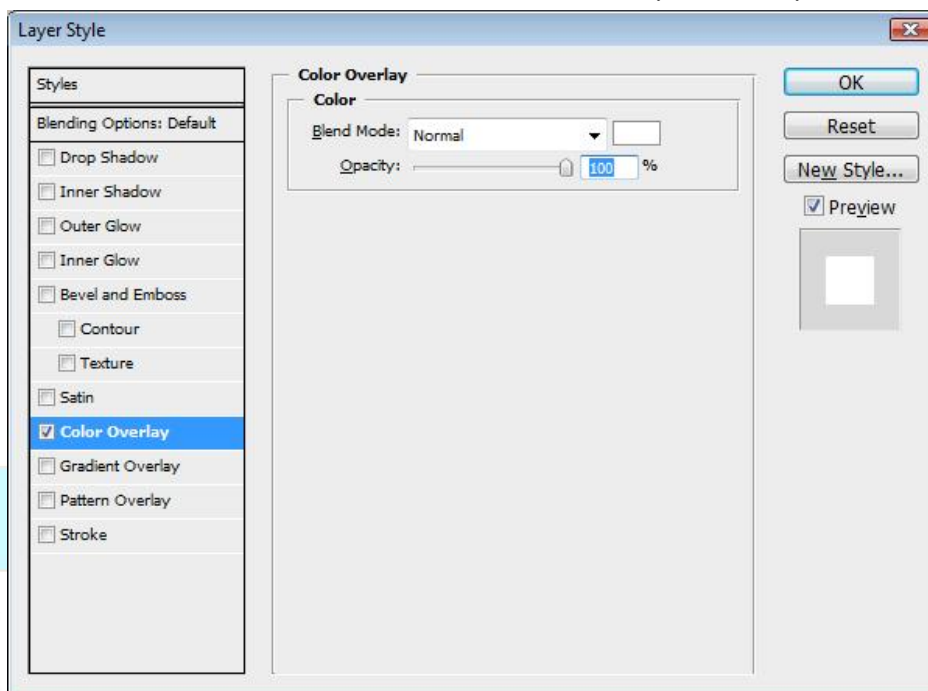 Layer Style
Styles
Blending Options: Default
Drop Shadow
Inner Shadow
Outer Glow
Inner Glow
Bevel and Emboss
Contour
Texture
Satin
Color Overlay
Gradient Overlay
Pattern Overlay
Stroke
Color Overlay
Color
Blend Mode: Normal
Opacity: 100 %
OK
Reset
New Style...
Preview